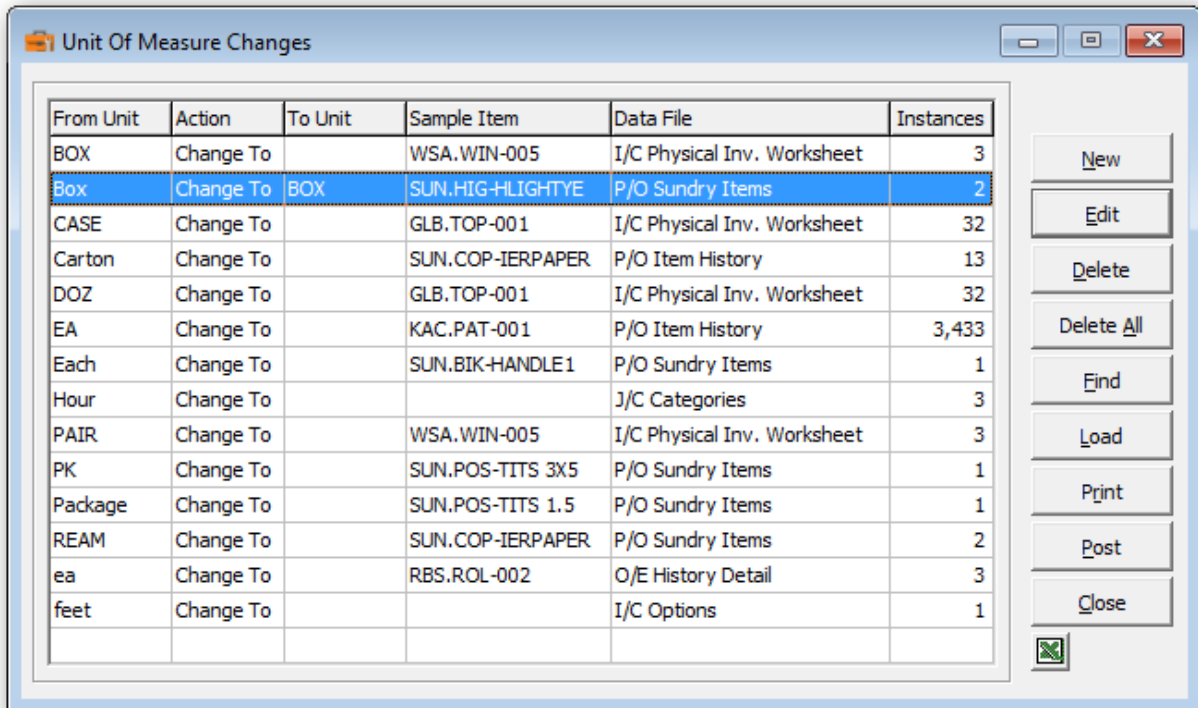 Unit Of Measure Changes
From Unit Action To Unit Sample Item Data File Instances
BOX Change To WSA.WIN-005 I/C Physical Inv. Worksheet 3
Box Change To BOX SUN.HIG-HLIGHTYE P/O Sundry Items 2
CASE Change To GLB.TOP-001 I/C Physical Inv. Worksheet 32
Carton Change To SUN.COP-IERPAPER P/O Item History 13
DOZ Change To GLB.TOP-001 I/C Physical Inv. Worksheet 32
EA Change To KAC.PAT-001 P/O Item History 3,433
Each Change To SUN.BIK-HANDLE1 P/O Sundry Items 1
Hour Change To J/C Categories 3
PAIR Change To WSA.WIN-005 I/C Physical Inv. Worksheet 3
PK Change To SUN.POS-TITS 3X5 P/O Sundry Items 1
Package Change To SUN.POS-TITS 1.5 P/O Sundry Items 1
REAM Change To SUN.COP-IERPAPER P/O Sundry Items 2
ea Change To RBS.ROL-002 O/E History Detail 3
feet Change To I/C Options 1
New
Edit
Delete
Delete All
Find
Load
Print
Post
Close